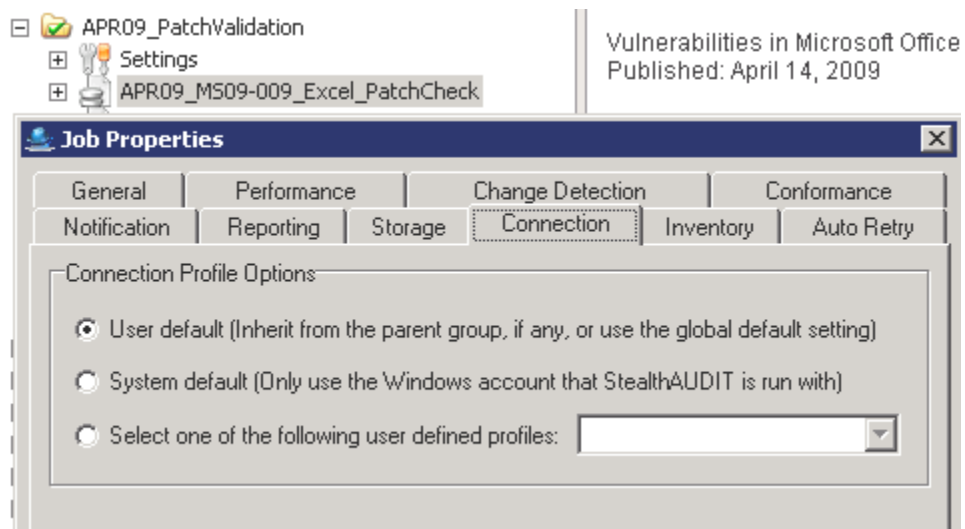 APR09_PatchValidation
Settings
APR09_MS09-009_Excel_PatchCheck
Vulnerabilities in Microsoft Office
Published: April 14, 2009
Job Properties
General Performance Change Detection Conformance
Notification Reporting Storage Connection Inventory Auto Retry
Connection Profile Options
User default (Inherit from the parent group, if any, or use the global default setting)
System default (Only use the Windows account that StealthAUDIT is run with)
Select one of the following user defined profiles: